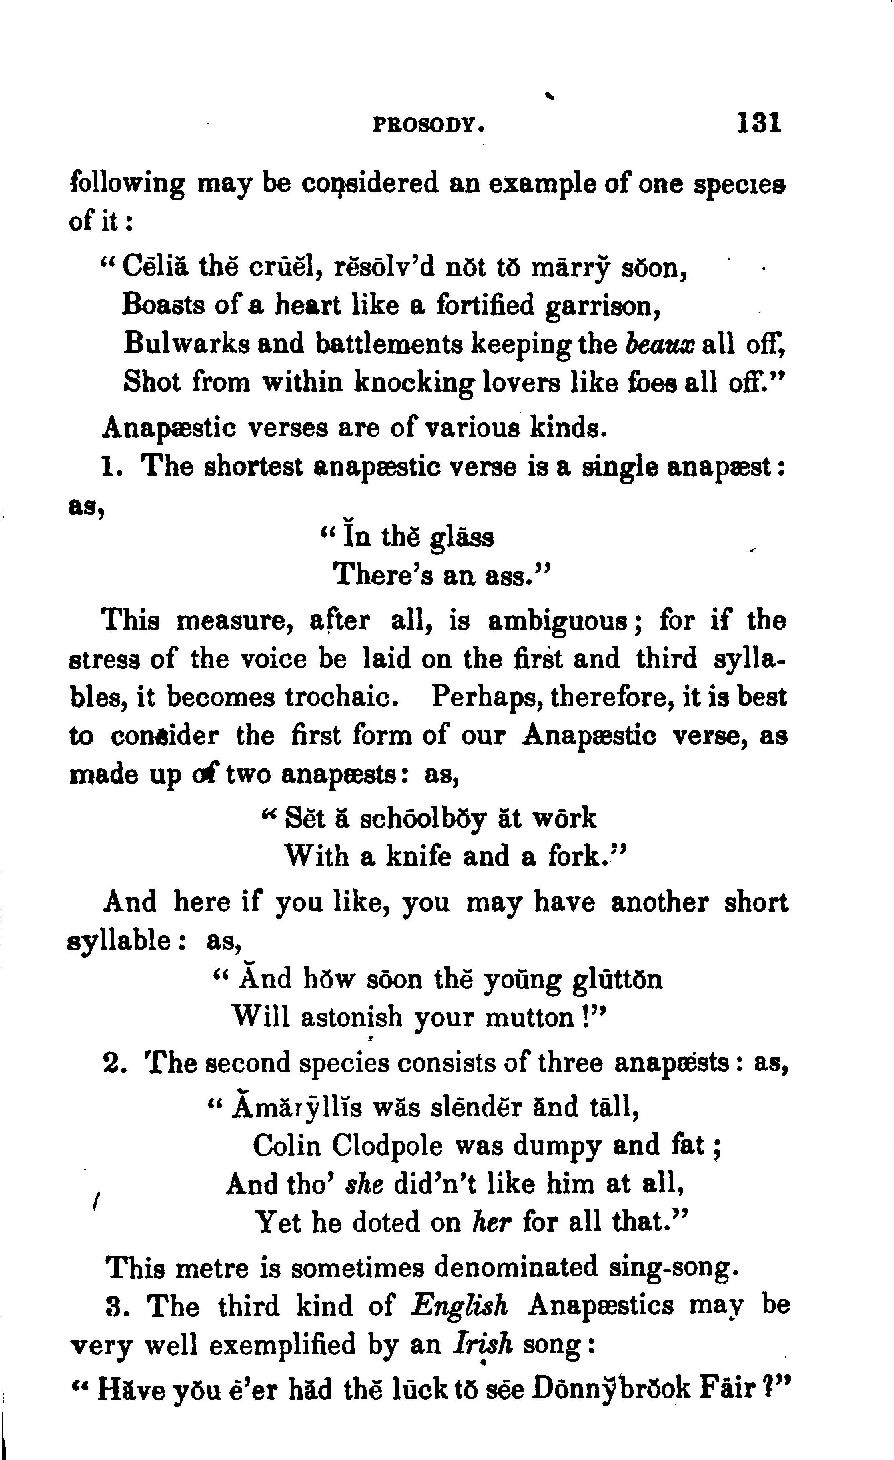 PROSODY. 131
following may be considered an example of one species
of it:
“ Cēlĭă thĕ crūĕl, rĕsōlv’d nŏt tŏ mārrў sŏon,
Boasts of a heart like a fortified garrison,
Bulwarks and battlements keeping the beaux all off,
Shot from within knocking lovers like foes all off.”
Anapæstic verses are of various kinds.
1. The shortest anapæstic verse is a single anapæst:
as,
“ Ĭn thĕ glāss
There’s an ass.”
This measure, after all, is ambiguous; for if the
stress of the voice be laid on the first and third sylla-
bles, it becomes trochaic. Perhaps, therefore, it is best
to consider the first form of our Anapæstic verse, as
made up of two anapæsts: as,
“ Sĕt ă schōolbŏy ăt wōrk
With a knife and a fork.”
And here if you like, you may have another short
syllable: as,
“ Ănd hŏw sōon thĕ yoūng glūttŏn
Will astonish your mutton!”
2. The second species consists of three anapæsts: as,
“ Ămărȳllĭs wăs slēndĕr ănd tāll,
Colin Clodpole was dumpy and fat;
And tho’ she did’n’t like him at all,
Yet he doted on her for all that.”
This metre is sometimes denominated sing-song.
3. The third kind of English Anapæstics may be
very well exemplified by an Irish song:
“ Hăve yŏu ē’er hăd thĕ lūck tŏ sēe Dōnnўbrŏok Fāir?”